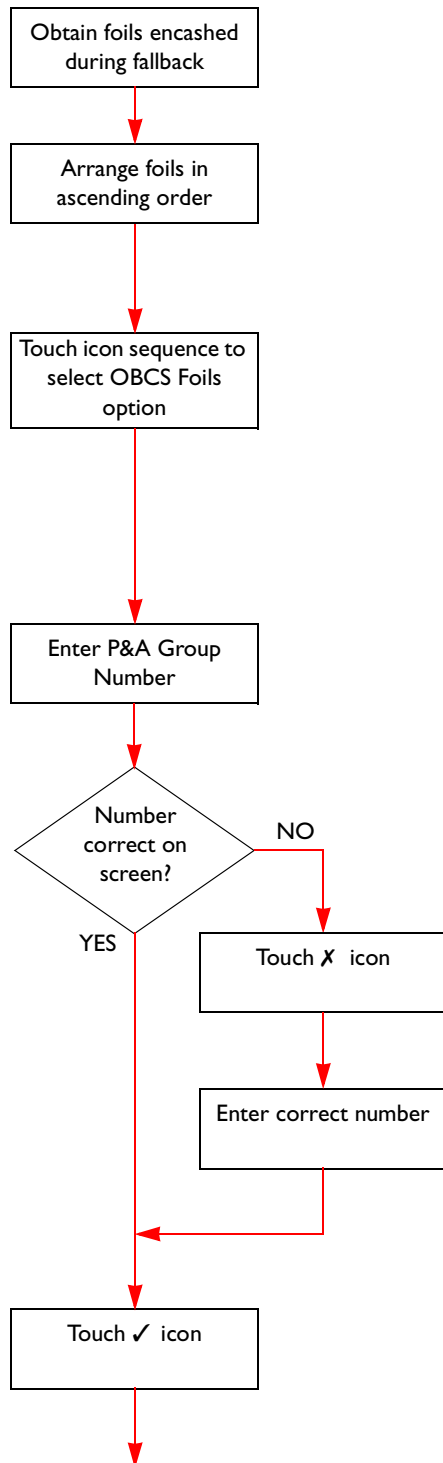 Obtain foils encashed
during fallback
Arrange foils in
ascending order
Touch icon sequence to
select OBCS Foils
option
Enter P&A Group
Number
Number
correct on
screen?
NO
YES
Touch ✗ icon
Enter correct number
Touch ✓ icon